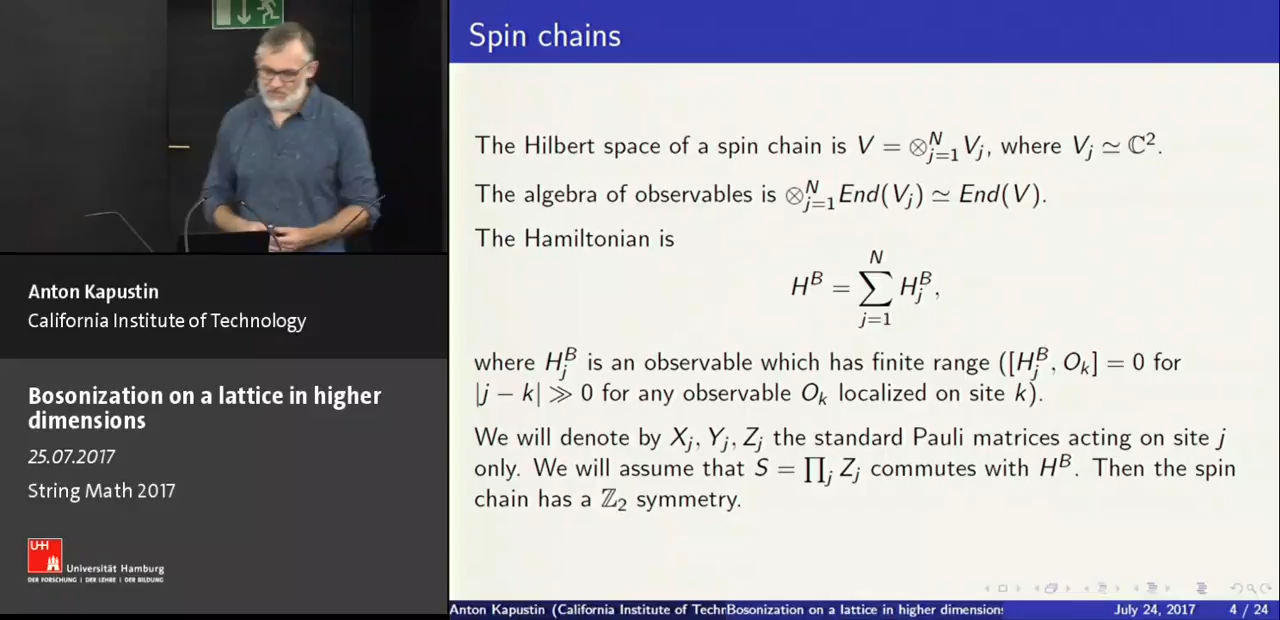 Anton Kapustin
California Institute of Technology
Bosonization on a lattice in higher
dimensions
25.07.2017
String Math 2017
UHH
Universität Hamburg
DER FORSCHUNG | DER LEHRE | DER BILDUNG
Spin chains
The Hilbert space of a spin chain is V = ⊗_{j=1}^N V_j, where V_j ≃ ℂ².
The algebra of observables is ⊗_{j=1}^N End(V_j) ≃ End(V).
The Hamiltonian is
H^B = ∑_{j=1}^N H_j^B,
where H_j^B is an observable which has finite range ([H_j^B, O_k] = 0 for
|j − k| ≫ 0 for any observable O_k localized on site k).
We will denote by X_j, Y_j, Z_j the standard Pauli matrices acting on site j
only. We will assume that S = ∏_j Z_j commutes with H^B. Then the spin
chain has a ℤ₂ symmetry.
Anton Kapustin (California Institute of Techr Bosonization on a lattice in higher dimension: July 24, 2017 4 / 24